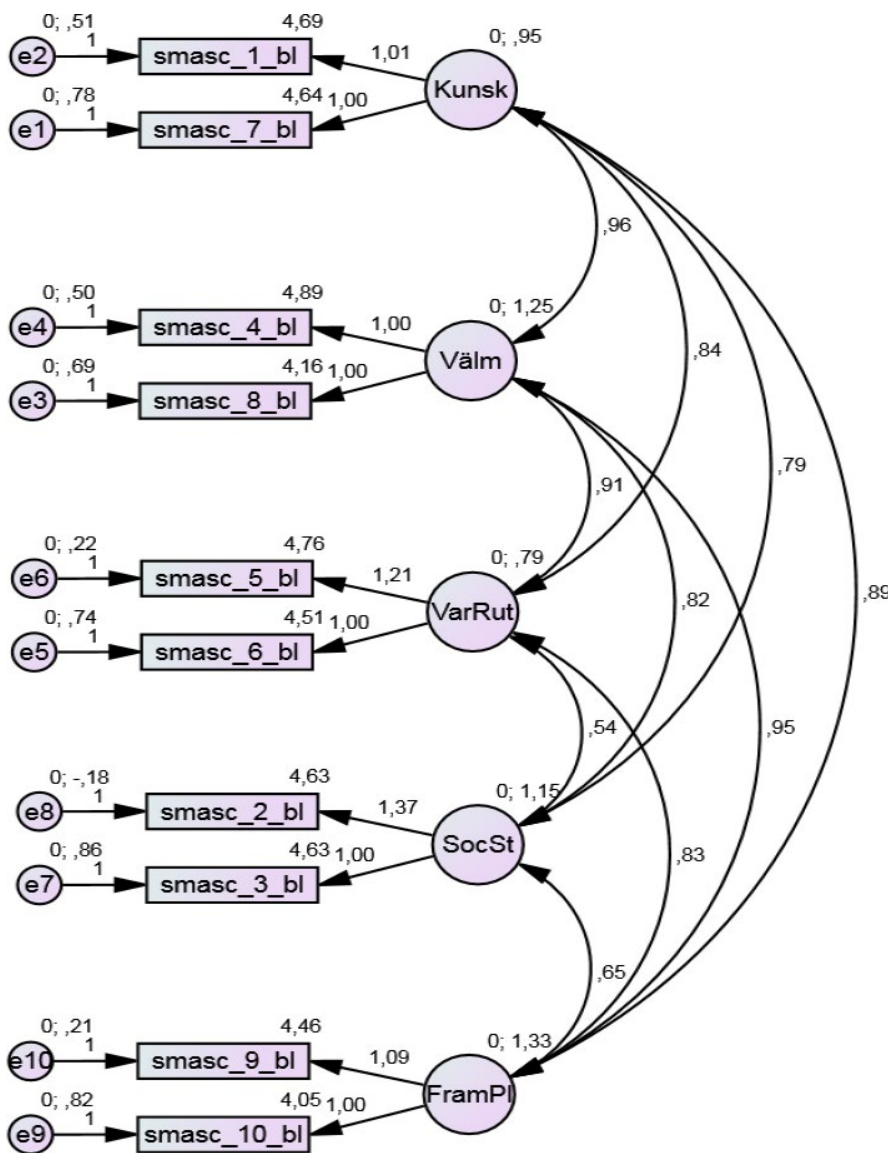 0; ,51
1
e2
4,69
smasc_1_bl
1,01
0; ,95
Kunsk
0; ,78
1
e1
4,64
smasc_7_bl
1,00
,96
0; ,50
1
e4
4,89
smasc_4_bl
1,00
0; 1,25
Välm
,84
0; ,69
1
e3
4,16
smasc_8_bl
1,00
,79
,91
0; ,22
1
e6
4,76
smasc_5_bl
1,21
0; ,79
VarRut
,82
,89
0; ,74
1
e5
4,51
smasc_6_bl
1,00
,54
,95
0; -,18
1
e8
4,63
smasc_2_bl
1,37
0; 1,15
SocSt
0; ,86
1
e7
4,63
smasc_3_bl
1,00
,83
,65
0; ,21
1
e10
4,46
smasc_9_bl
1,09
0; 1,33
FramPl
0; ,82
1
e9
4,05
smasc_10_bl
1,00